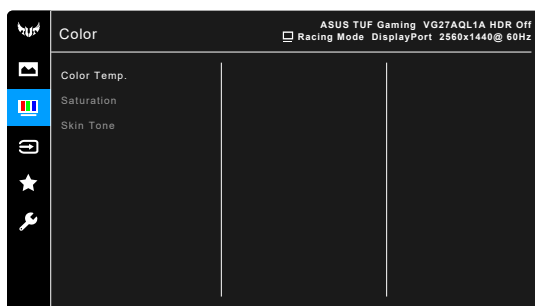 Color
ASUS TUF Gaming VG27AQL1A HDR Off
Racing Mode DisplayPort 2560x1440@ 60Hz
Color Temp.
Saturation
Skin Tone